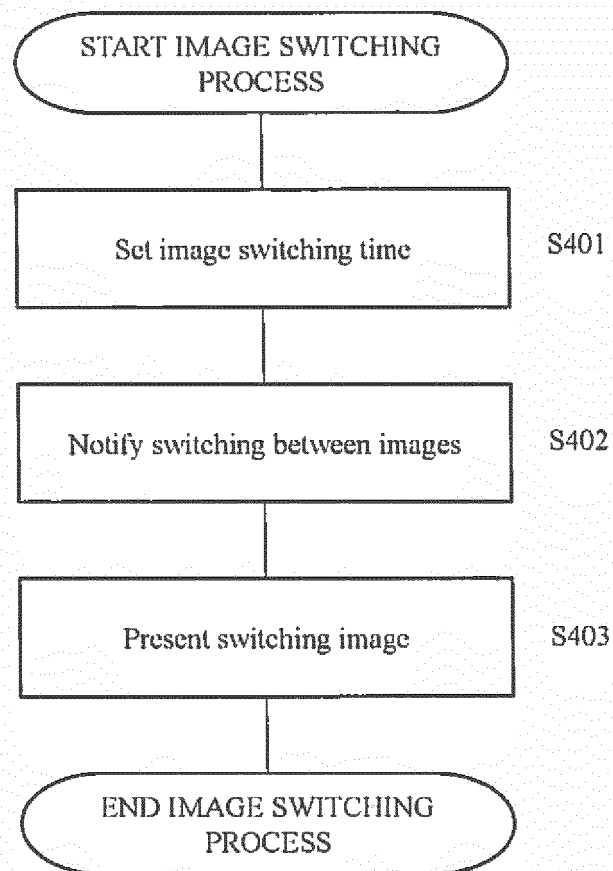 START IMAGE SWITCHING
PROCESS
Set image switching time
S401
Notify switching between images
S402
Present switching image
S403
END IMAGE SWITCHING
PROCESS